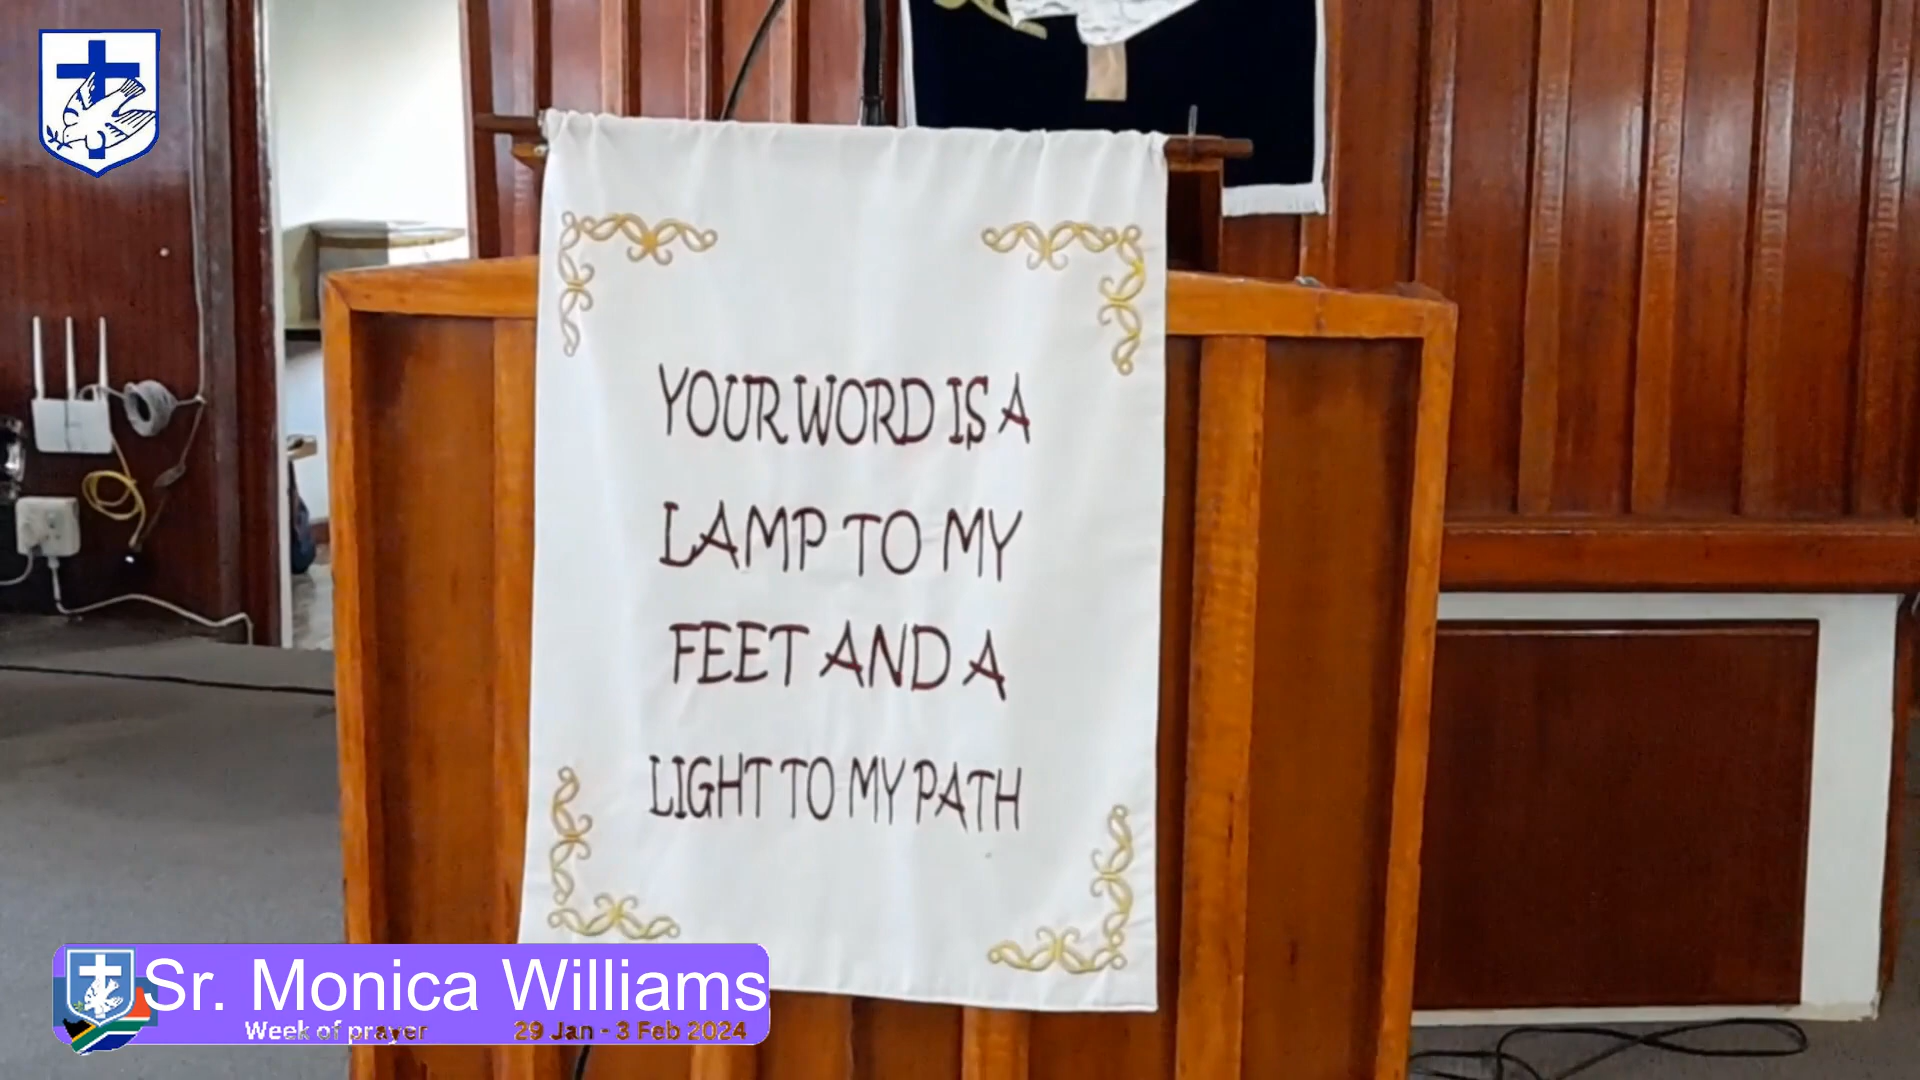 YOUR WORD IS A
LAMP TO MY
FEET AND A
LIGHT TO MY PATH
Sr. Monica Williams
Week of prayer 29 Jan - 3 Feb 2024